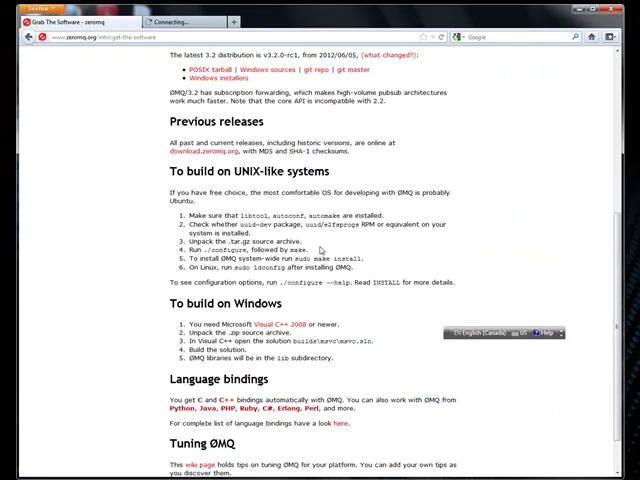 Firefox
Grab The Software - zeromq
Connecting...
www.zeromq.org/intro:get-the-software
Google
The latest 3.2 distribution is v3.2.0-rc1, from 2012/06/05, (what changed?):
• POSIX tarball | Windows sources | git repo | git master
• Windows installers
ØMQ/3.2 has subscription forwarding, which makes high-volume pubsub architectures
work much faster. Note that the core API is incompatible with 2.2.
Previous releases
All past and current releases, including historic versions, are online at
download.zeromq.org, with MD5 and SHA-1 checksums.
To build on UNIX-like systems
If you have free choice, the most comfortable OS for developing with ØMQ is probably
Ubuntu.
1. Make sure that libtool, autoconf, automake are installed.
2. Check whether uuid-dev package, uuid/e2fsprogs RPM or equivalent on your
system is installed.
3. Unpack the .tar.gz source archive.
4. Run ./configure, followed by make.
5. To install ØMQ system-wide run sudo make install.
6. On Linux, run sudo ldconfig after installing ØMQ.
To see configuration options, run ./configure --help. Read INSTALL for more details.
To build on Windows
1. You need Microsoft Visual C++ 2008 or newer.
2. Unpack the .zip source archive.
3. In Visual C++ open the solution builds\msvc\msvc.sln.
4. Build the solution.
5. ØMQ libraries will be in the lib subdirectory.
EN English (Canada) US Help
Language bindings
You get C and C++ bindings automatically with ØMQ. You can also work with ØMQ from
Python, Java, PHP, Ruby, C#, Erlang, Perl, and more.
For complete list of language bindings have a look here.
Tuning ØMQ
This wiki page holds tips on tuning ØMQ for your platform. You can add your own tips as
you discover them.